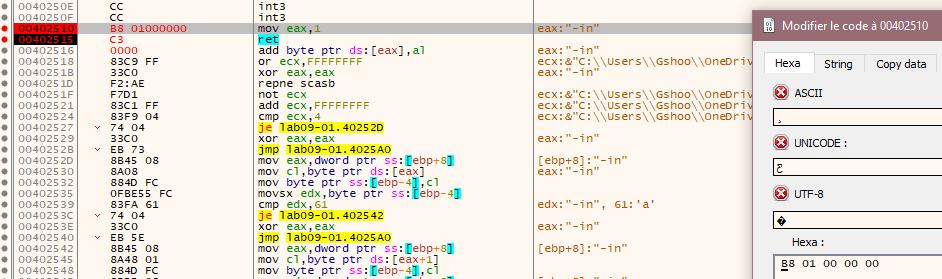 0040250E CC int3
0040250F CC int3
00402510 B8 01000000 mov eax,1 eax:"-in"
00402515 C3 ret
00402516 0000 add byte ptr ds:[eax],al eax:"-in"
00402518 83C9 FF or ecx,FFFFFFFF ecx:&"C:\\Users\\Gshoo\\OneDriv
0040251B 33C0 xor eax,eax eax:"-in"
0040251D F2:AE repne scasb
0040251F F7D1 not ecx ecx:&"C:\\Users\\Gshoo\\OneDriv
00402521 83C1 FF add ecx,FFFFFFFF ecx:&"C:\\Users\\Gshoo\\OneDriv
00402524 83F9 04 cmp ecx,4 ecx:&"C:\\Users\\Gshoo\\OneDriv
00402527 74 04 je lab09-01.40252D
00402529 33C0 xor eax,eax eax:"-in"
0040252B EB 73 jmp lab09-01.4025A0
0040252D 8B45 08 mov eax,dword ptr ss:[ebp+8] [ebp+8]:"-in"
00402530 8A08 mov cl,byte ptr ds:[eax] eax:"-in"
00402532 884D FC mov byte ptr ss:[ebp-4],cl
00402535 0FBE55 FC movsx edx,byte ptr ss:[ebp-4]
00402539 83FA 61 cmp edx,61 edx:"-in", 61:'a'
0040253C 74 04 je lab09-01.402542
0040253E 33C0 xor eax,eax eax:"-in"
00402540 EB 5E jmp lab09-01.4025A0
00402542 8B45 08 mov eax,dword ptr ss:[ebp+8] [ebp+8]:"-in"
00402545 8A48 01 mov cl,byte ptr ds:[eax+1]
00402548 884D FC mov byte ptr ss:[ebp-4],cl
Modifier le code à 00402510
Hexa String Copy data
ASCII
¸
UNICODE :
UTF-8
�
Hexa :
B8 01 00 00 00